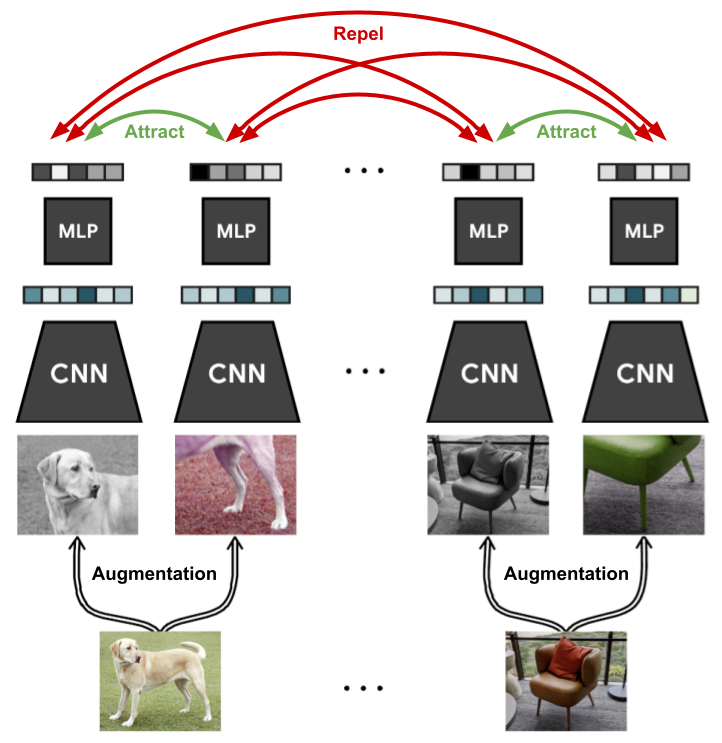 Repel
Attract
Attract
MLP
MLP
MLP
MLP
CNN
CNN
CNN
CNN
Augmentation
Augmentation